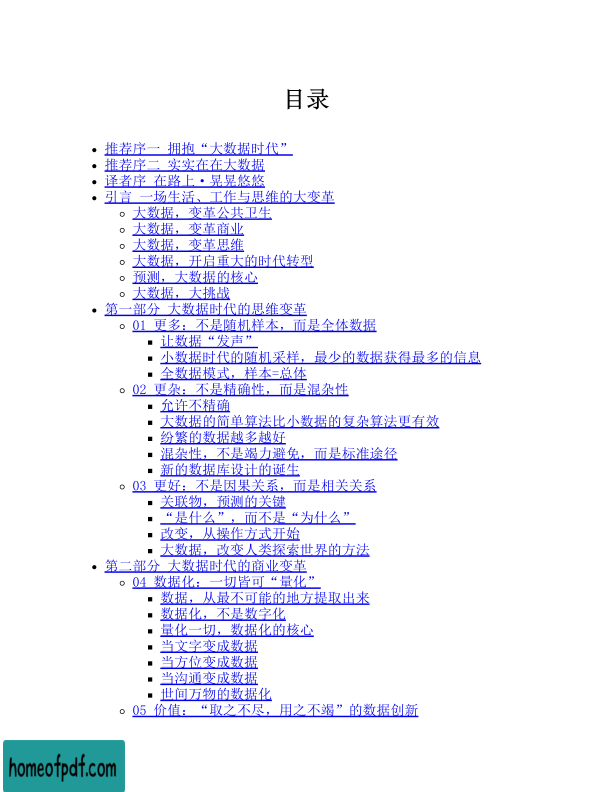 目录
推荐序一 拥抱“大数据时代”
推荐序二 实实在在大数据
译者序 在路上·晃晃悠悠
引言 一场生活、工作与思维的大变革
大数据，变革公共卫生
大数据，变革商业
大数据，变革思维
大数据，开启重大的时代转型
预测，大数据的核心
大数据，大挑战
第一部分 大数据时代的思维变革
01 更多：不是随机样本，而是全体数据
让数据“发声”
小数据时代的随机采样，最少的数据获得最多的信息
全数据模式，样本=总体
02 更杂：不是精确性，而是混杂性
允许不精确
大数据的简单算法比小数据的复杂算法更有效
纷繁的数据越多越好
混杂性，不是竭力避免，而是标准途径
新的数据库设计的诞生
03 更好：不是因果关系，而是相关关系
关联物，预测的关键
“是什么”，而不是“为什么”
改变，从操作方式开始
大数据，改变人类探索世界的方法
第二部分 大数据时代的商业变革
04 数据化：一切皆可“量化”
数据，从最不可能的地方提取出来
数据化，不是数字化
量化一切，数据化的核心
当文字变成数据
当方位变成数据
当沟通变成数据
世间万物的数据化
05 价值：“取之不尽，用之不竭”的数据创新
homeofpdf.com